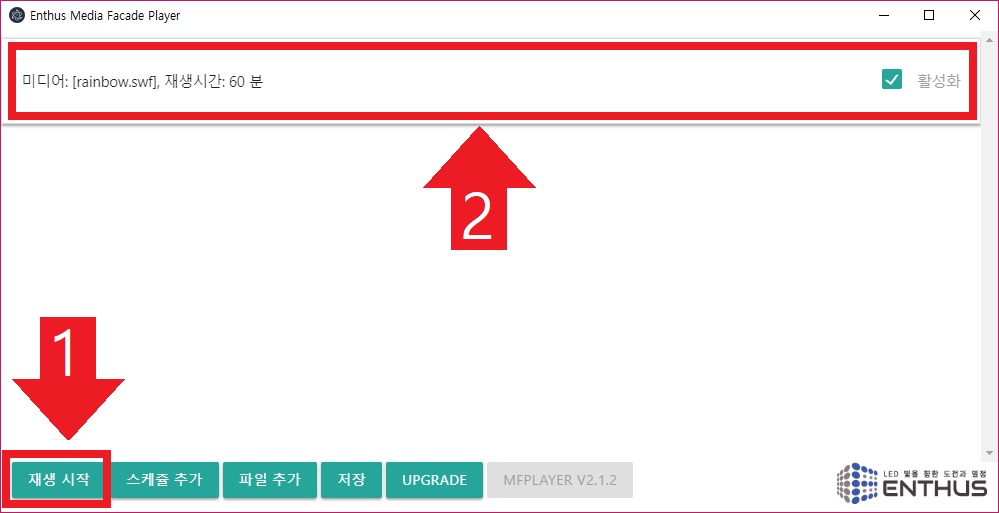 Enthus Media Facade Player
미디어: [rainbow.swf], 재생시간: 60 분
활성화
2
1
재생 시작
스케쥴 추가
파일 추가
저장
UPGRADE
MFPLAYER V2.1.2
LED 빛을 향한 도전과 열정
ENTHUS